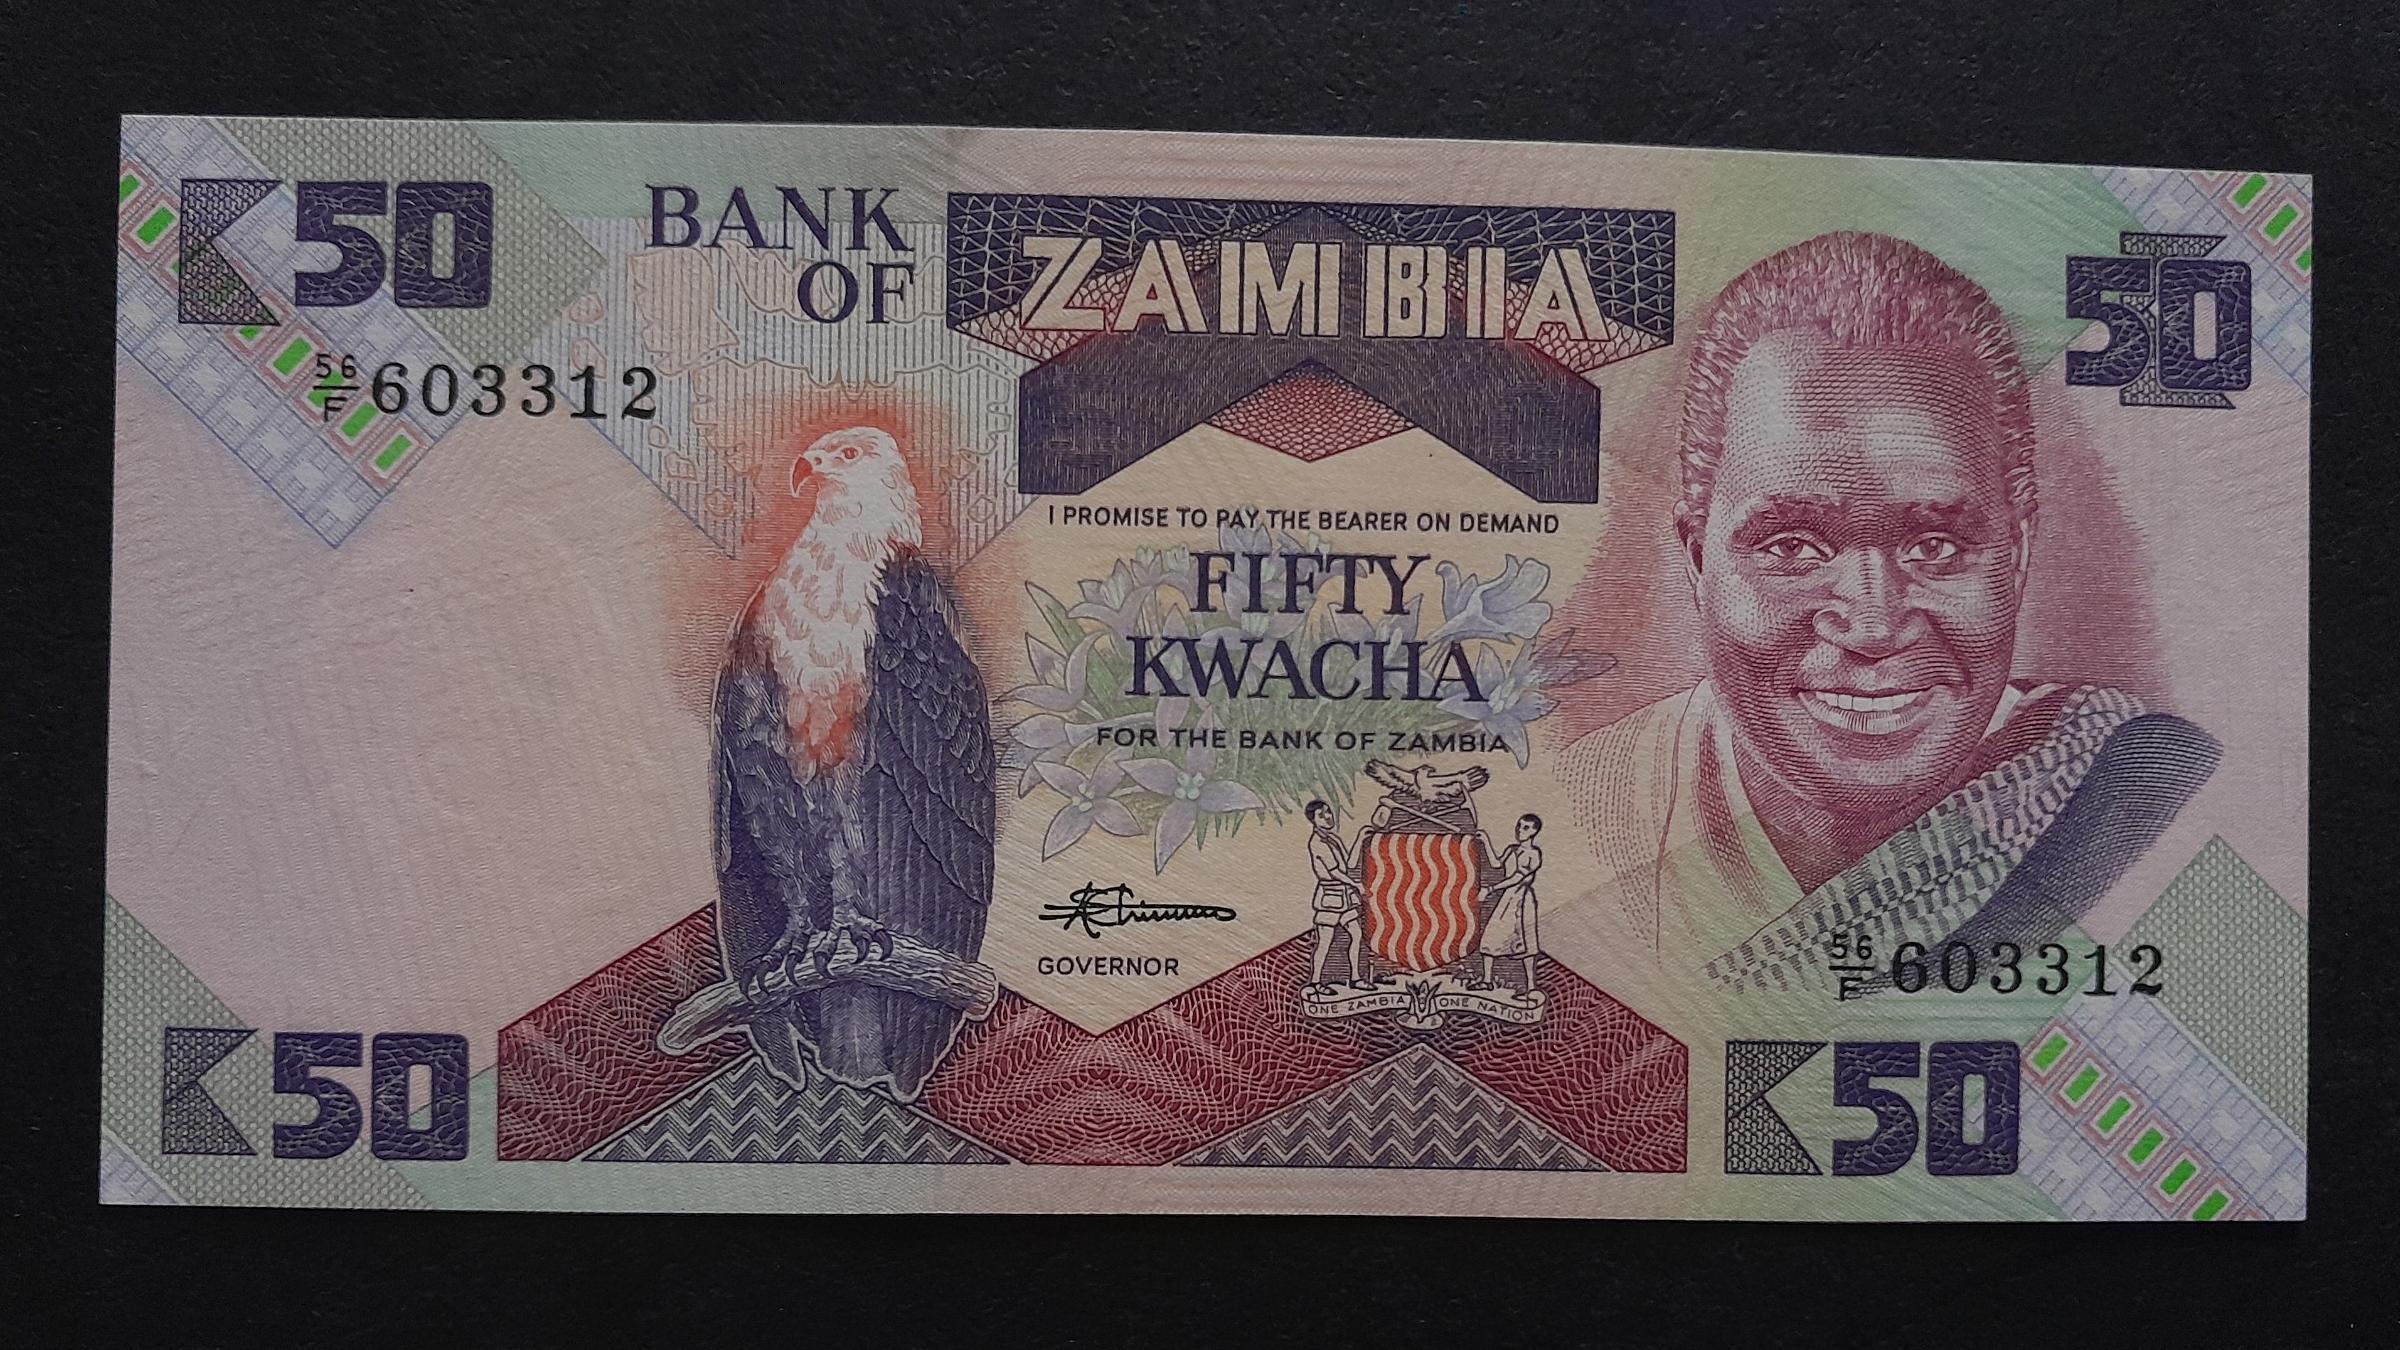 K50
BANK
OF
ZAMBIA
50
56/F 603312
I PROMISE TO PAY THE BEARER ON DEMAND
FIFTY
KWACHA
FOR THE BANK OF ZAMBIA
GOVERNOR
ONE ZAMBIA ONE NATION
56/F 603312
K50
K50